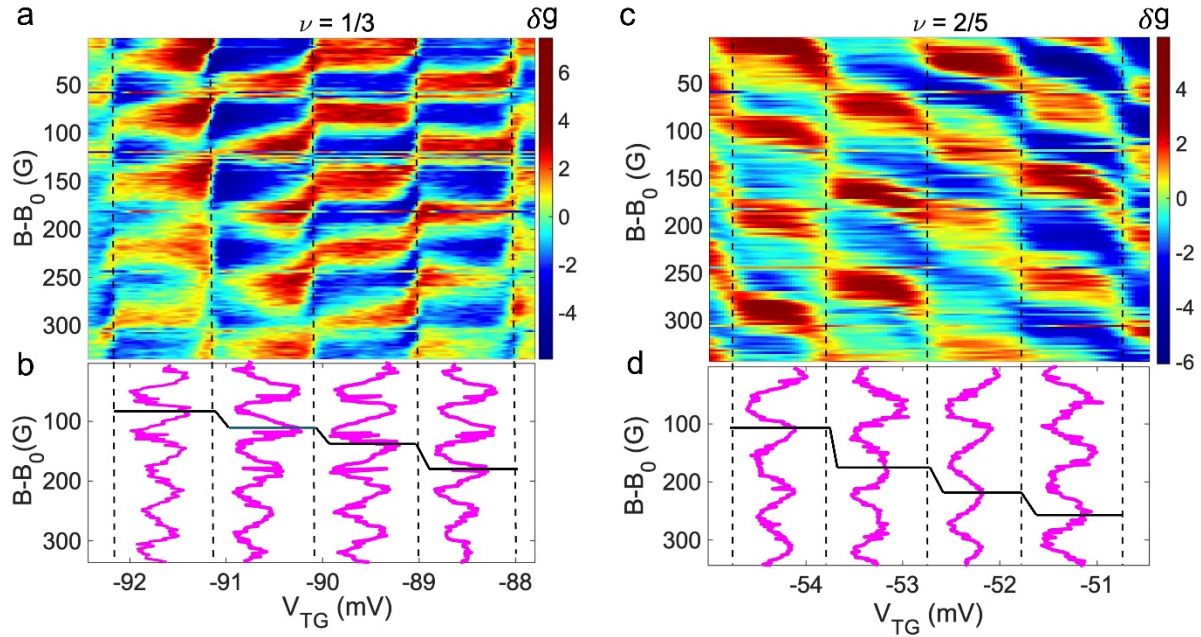 a
ν = 1/3
δg
50
100
150
200
250
300
B-B0 (G)
6
4
2
0
-2
-4
b
100
200
300
B-B0(G)
-92
-91
-90
-89
-88
VTG (mV)
c
ν = 2/5
δg
50
100
150
200
250
300
B-B0 (G)
4
2
0
-2
-4
-6
d
100
200
300
B-B0 (G)
-54
-53
-52
-51
VTG (mV)